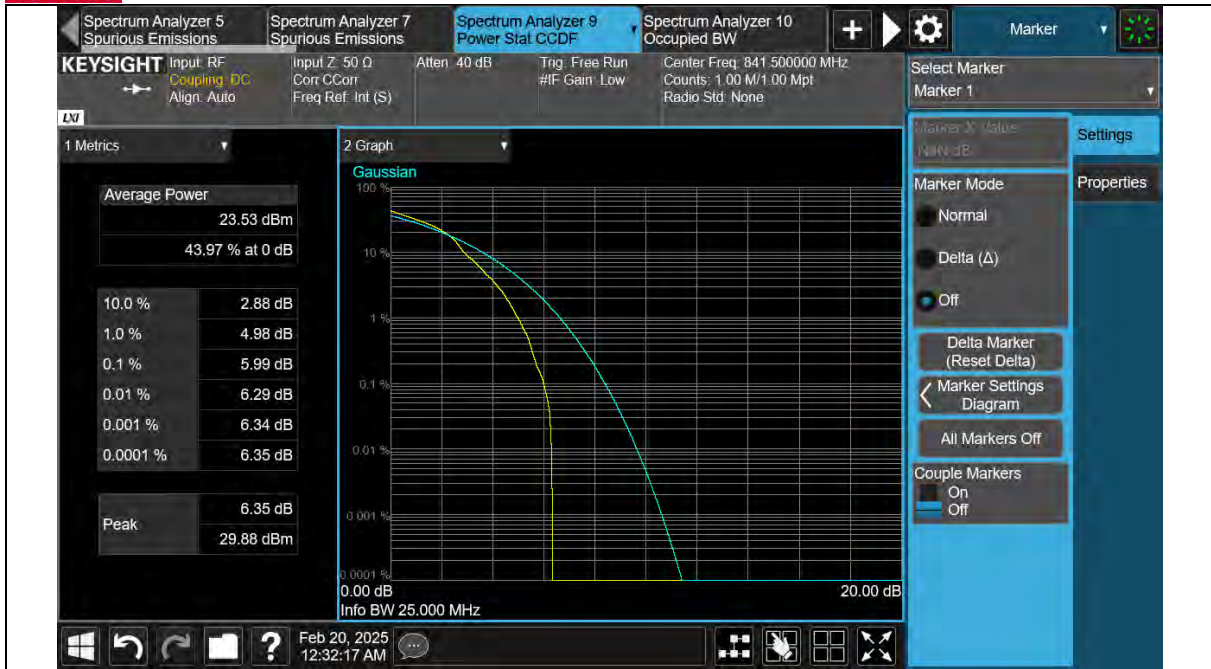 Spectrum Analyzer 5
Spurious Emissions
Spectrum Analyzer 7
Spurious Emissions
Spectrum Analyzer 9
Power Stat CCDF
Spectrum Analyzer 10
Occupied BW
Marker
KEYSIGHT
LXI
Input: RF
Coupling: DC
Align: Auto
Input Z: 50 Ω
Corr CCorr
Freq Ref: Int (S)
Atten: 40 dB
Trig: Free Run
#IF Gain: Low
Center Freq: 841.500000 MHz
Counts: 1.00 M/1.00 Mpt
Radio Std: None
Select Marker
Marker 1
1 Metrics
Average Power
23.53 dBm
43.97 % at 0 dB
10.0 % 2.88 dB
1.0 % 4.98 dB
0.1 % 5.99 dB
0.01 % 6.29 dB
0.001 % 6.34 dB
0.0001 % 6.35 dB
Peak
6.35 dB
29.88 dBm
2 Graph
Gaussian
100 %
10 %
1 %
0.1 %
0.01 %
0.001 %
0.0001 %
0.00 dB
20.00 dB
Info BW 25.000 MHz
Marker X Value
NaN dB
Marker Mode
Normal
Delta (Δ)
Off
Delta Marker
(Reset Delta)
Marker Settings
Diagram
All Markers Off
Couple Markers
On
Off
Settings
Properties
?
Feb 20, 2025
12:32:17 AM